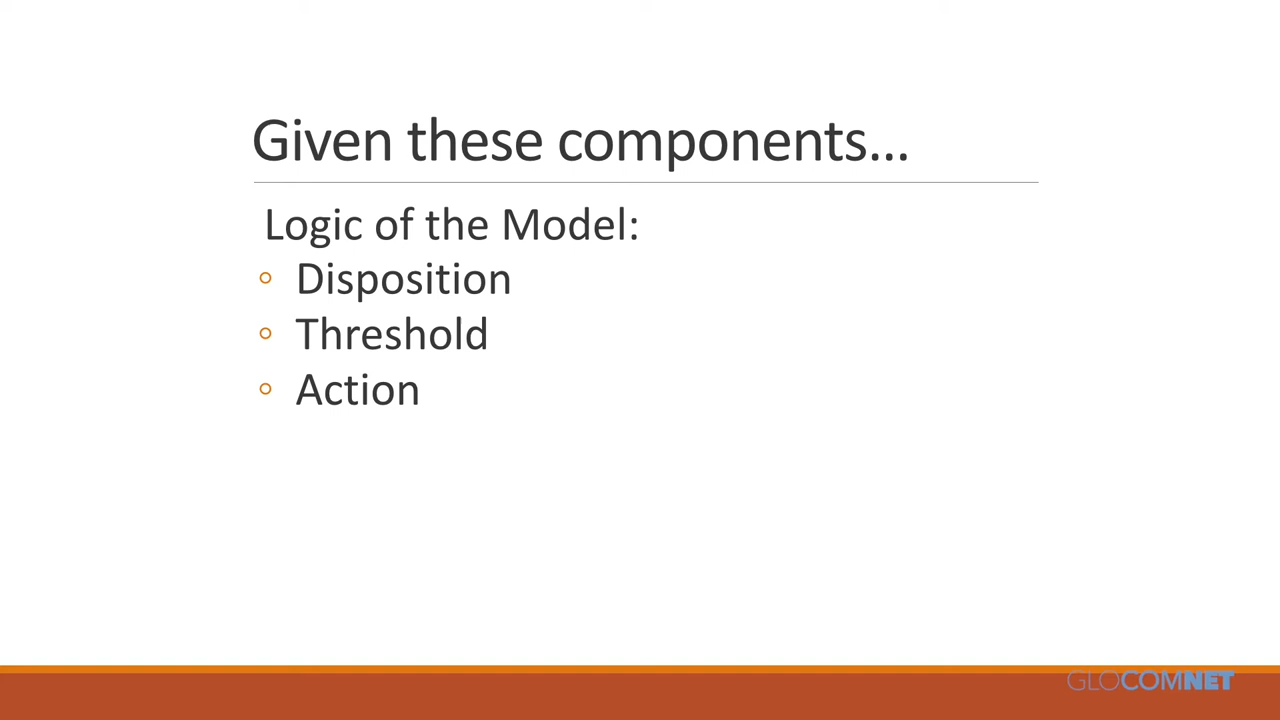 Given these components…
Logic of the Model:
Disposition
Threshold
Action
GLOCOMNET